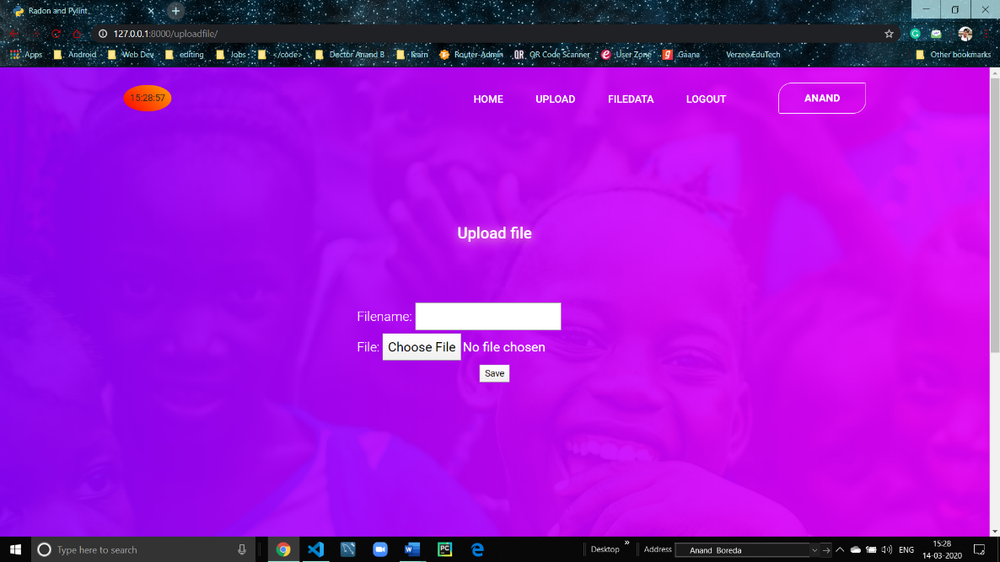 Radon and Pylint
127.0.0.1:8000/uploadfile/
Apps Android Web Dev editing Jobs </code> Doctor Anand B learn Router-Admin QR QR Code Scanner User Zone Gaana Verzeo EduTech Other bookmarks
15:28:57 HOME UPLOAD FILEDATA LOGOUT ANAND
Upload file
Filename:
File: Choose File No file chosen
Save
Type here to search Desktop » Address Anand Boreda ENG 15:28
14-03-2020